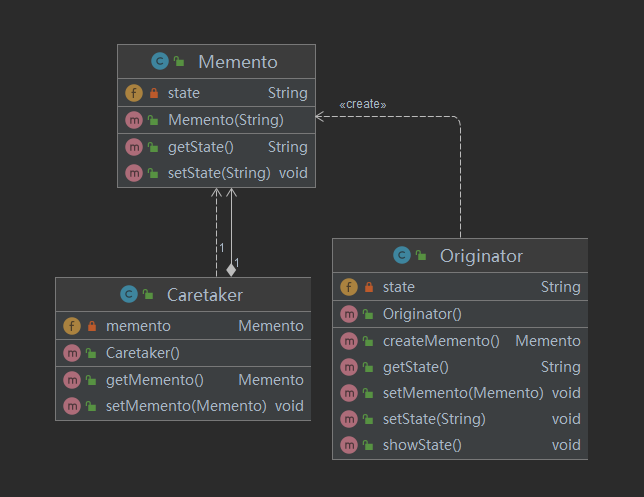 Memento
state String
Memento(String)
getState() String
setState(String) void
«create»
1
1
Caretaker
memento Memento
Caretaker()
getMemento() Memento
setMemento(Memento) void
Originator
state String
Originator()
createMemento() Memento
getState() String
setMemento(Memento) void
setState(String) void
showState() void